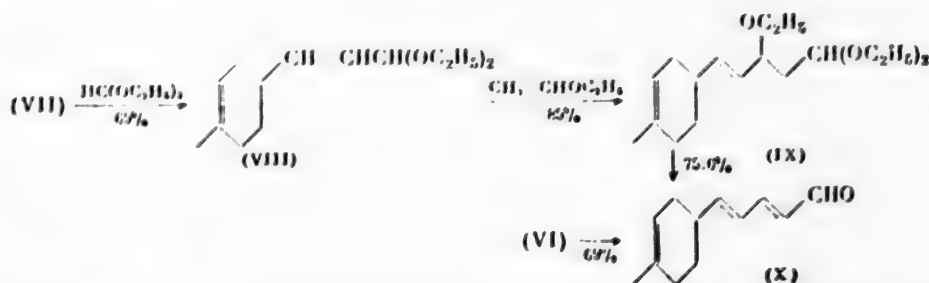 OC₂H₅
CH CHCH(OC₂H₅)₂ CH(OC₂H₅)₂
(VII) HC(OC₂H₅)₃ CH₂ CHOC₂H₅
69% 85%
(VIII) 75.0% (IX)
CHO
(VI)
69%
(X)